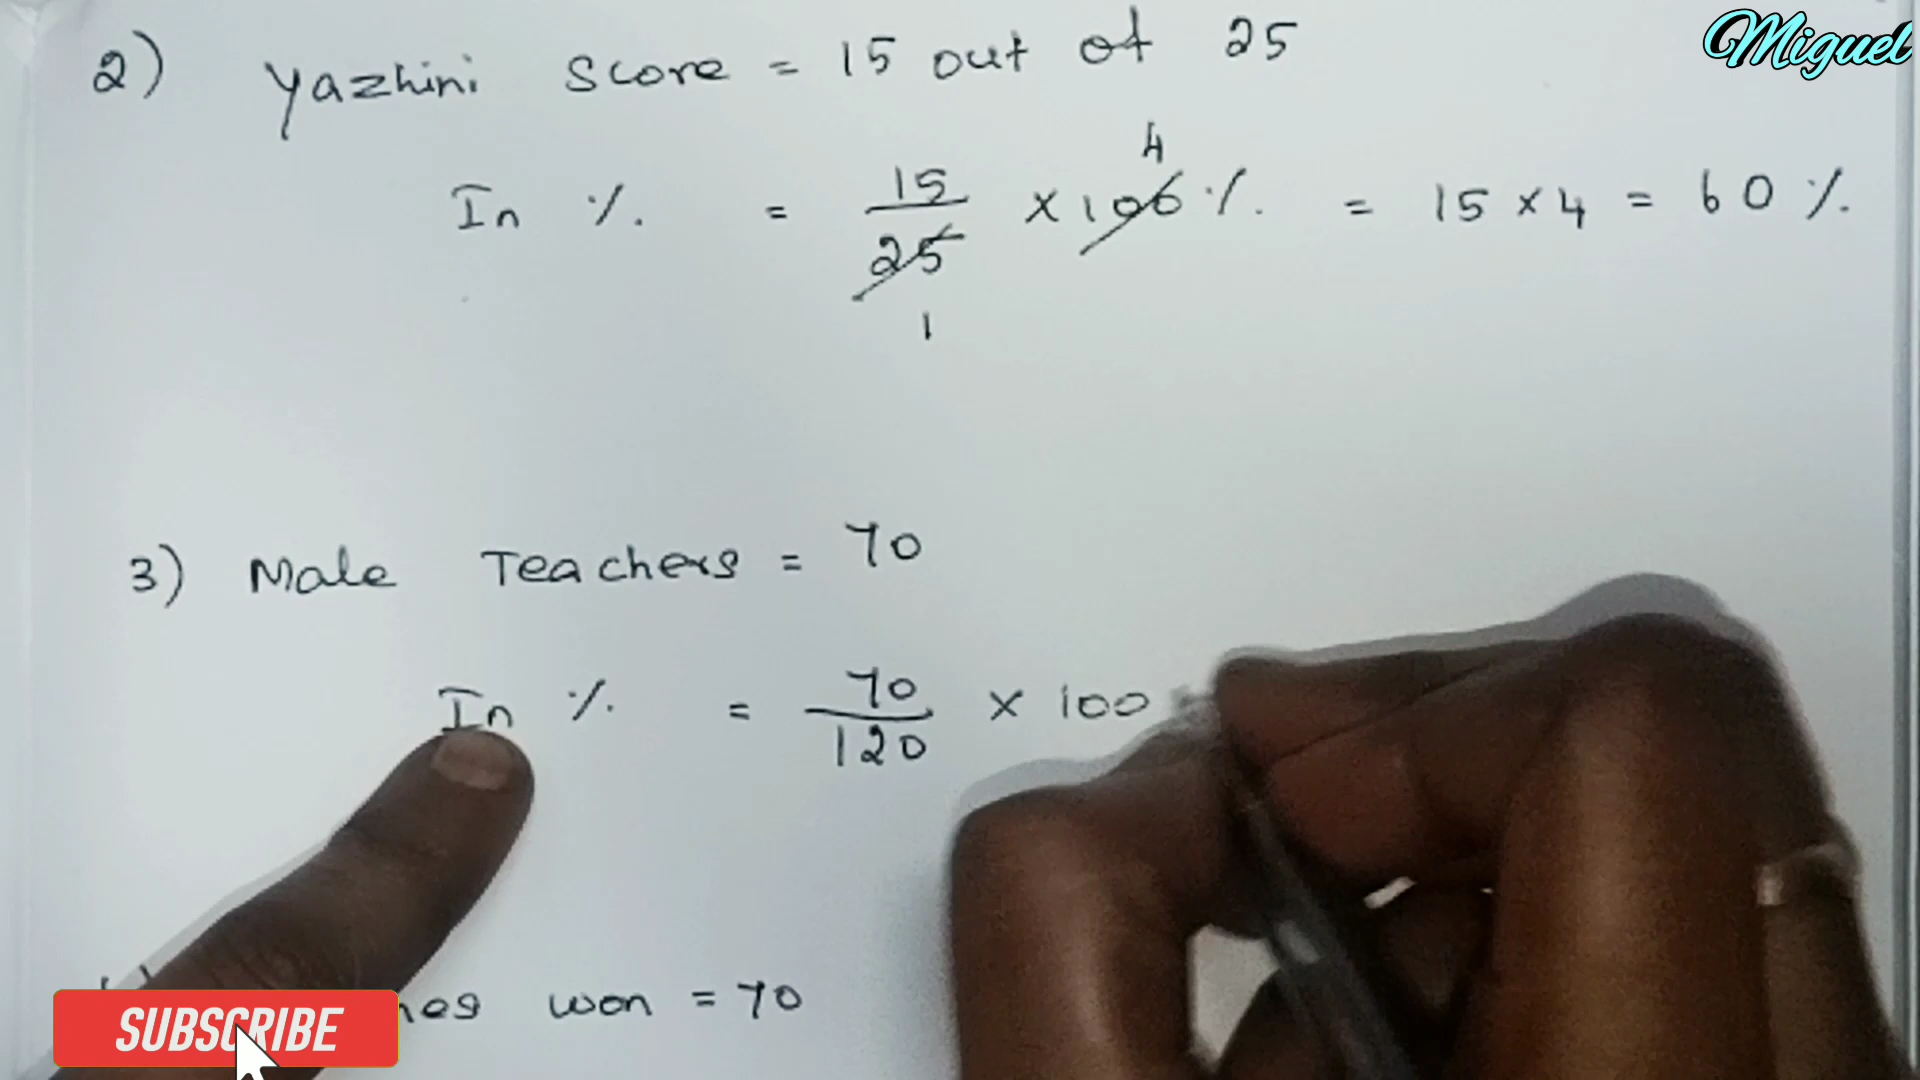 Miguel
2) Yazhini Score = 15 out of 25
4
In %. = 15/25 × 100 %. = 15 × 4 = 60 %.
1
3) Male Teachers = 70
In %. = 70/120 × 100
won = 70
SUBSCRIBE